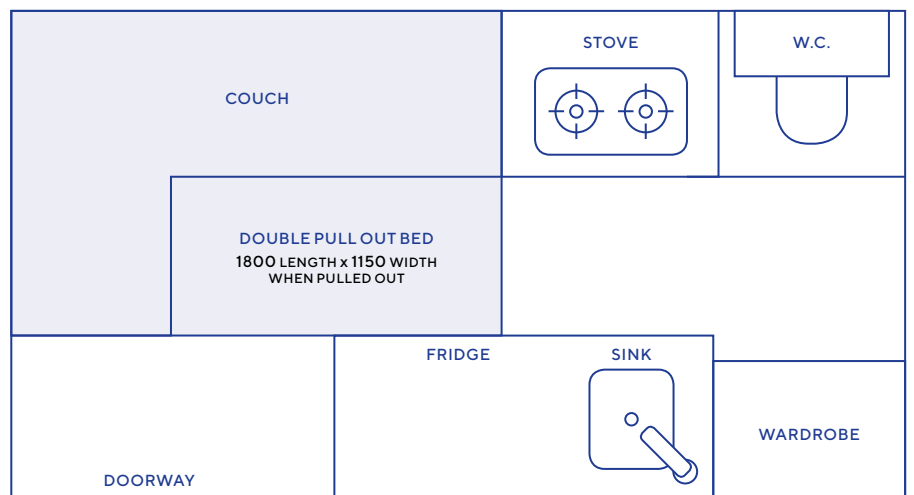 STOVE
W.C.
COUCH
DOUBLE PULL OUT BED
1800 LENGTH x 1150 WIDTH
WHEN PULLED OUT
FRIDGE
SINK
WARDROBE
DOORWAY